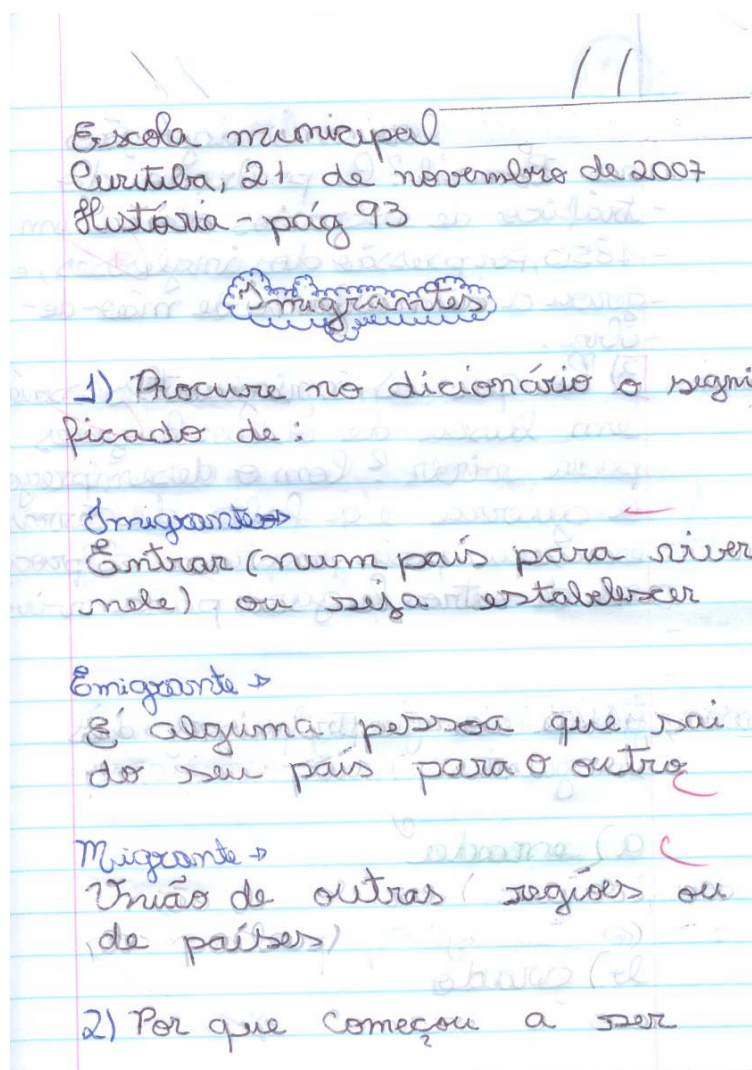 Escola municipal
Curitiba, 21 de novembro de 2007
História - pág 93
Imigrantes
1) Procure no dicionário o signi
ficado de:
Imigrantes→
Entrar (num país para viver
nele) ou seja estabelescer
Emigrante→
É alguma pessoa que sai
do seu país para o outro
Migrante→
União de outras (regiões ou
de países)
2) Por que começou a ser